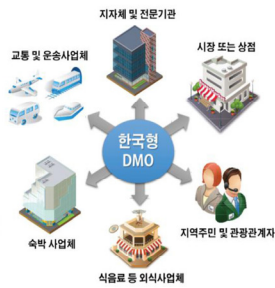 지자체 및 전문기관
교통 및 운송사업체
시장 또는 상점
한국형
DMO
숙박 사업체
지역주민 및 관광관계자
식음료 등 외식사업체